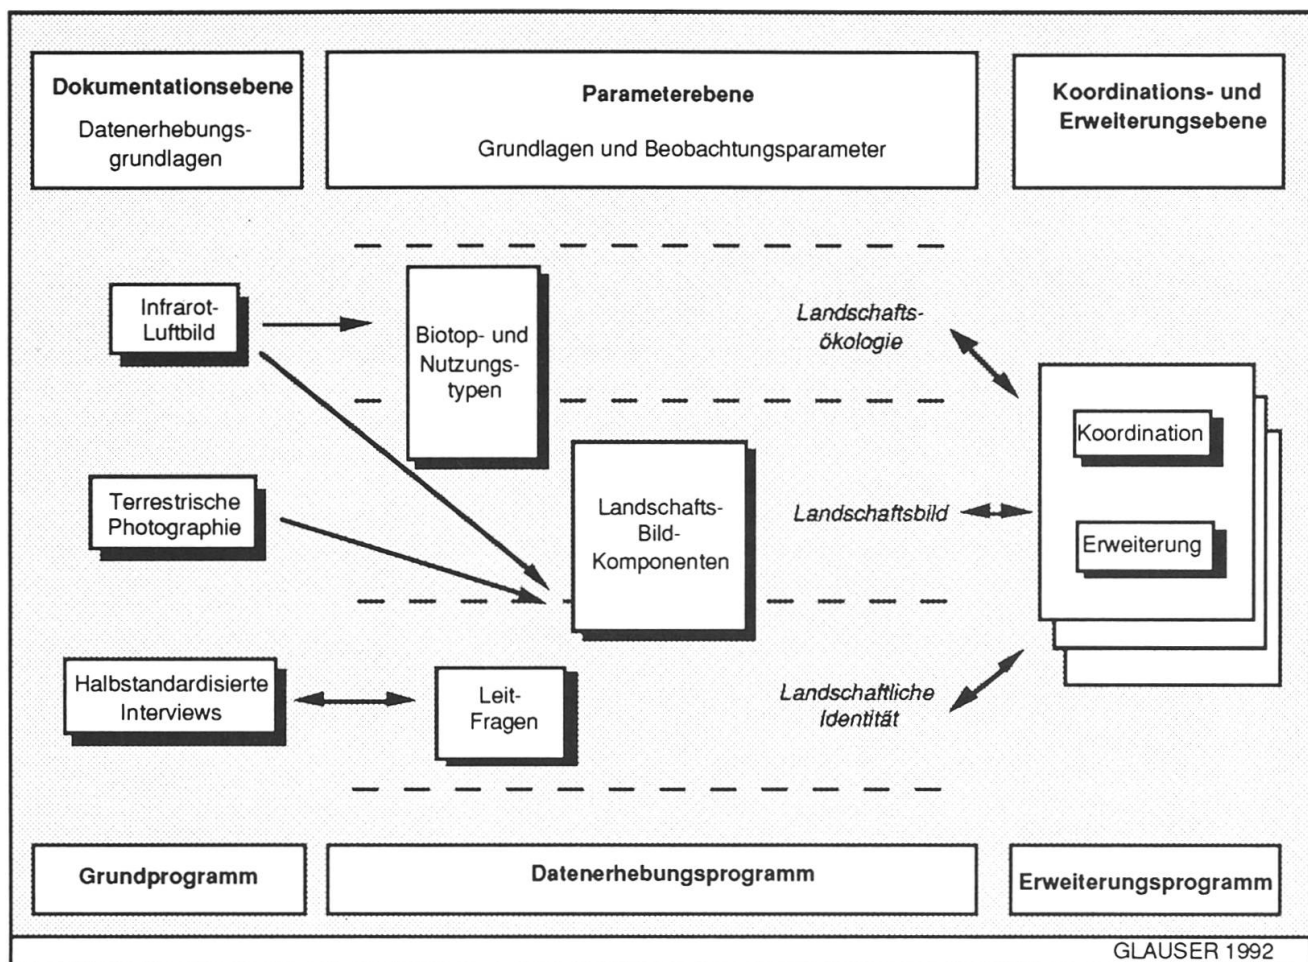 Dokumentationsebene
Datenerhebungs-
grundlagen
Parameterebene
Grundlagen und Beobachtungsparameter
Koordinations- und
Erweiterungsebene
Infrarot-
Luftbild
Biotop- und
Nutzungs-
typen
Landschafts-
ökologie
Koordination
Terrestrische
Photographie
Landschafts-
Bild-
Komponenten
Landschaftsbild
Erweiterung
Halbstandardisierte
Interviews
Leit-
Fragen
Landschaftliche
Identität
Grundprogramm
Datenerhebungsprogramm
Erweiterungsprogramm
GLAUSER 1992